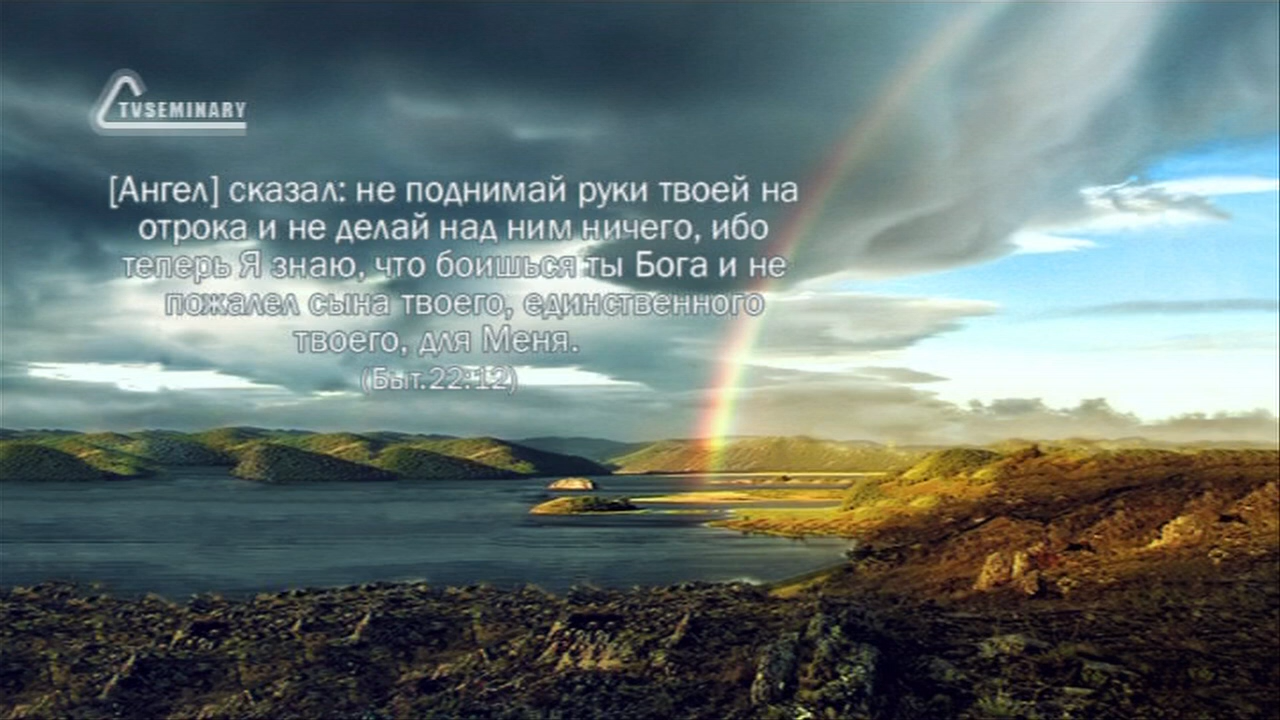 TVSEMINARY
[Ангел] сказал: не поднимай руки твоей на
отрока и не делай над ним ничего, ибо
теперь Я знаю, что боишься ты Бога и не
пожалел сына твоего, единственного
твоего, для Меня.
(Быт.22:12)